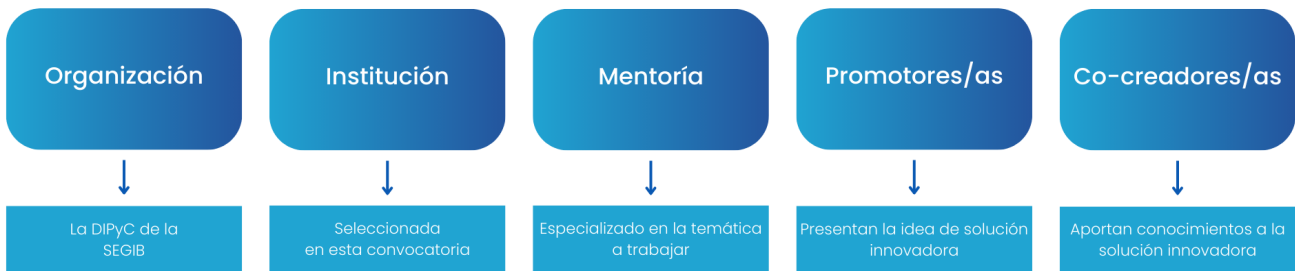 Organización
Institución
Mentoría
Promotores/as
Co-creadores/as
La DIPyC de la
SEGIB
Seleccionada
en esta convocatoria
Especializado en la temática
a trabajar
Presentan la idea de solución
innovadora
Aportan conocimientos a la
solución innovadora